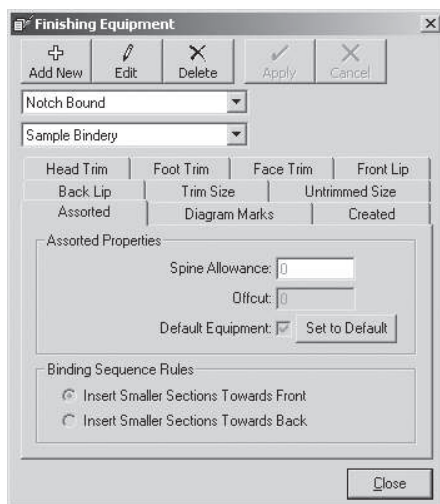 Finishing Equipment
Add New Edit Delete Apply Cancel
Notch Bound
Sample Bindery
Head Trim Foot Trim Face Trim Front Lip
Back Lip Trim Size Untrimmed Size
Assorted Diagram Marks Created
Assorted Properties
Spine Allowance: 0
Offcut: 0
Default Equipment: Set to Default
Binding Sequence Rules
Insert Smaller Sections Towards Front
Insert Smaller Sections Towards Back
Close